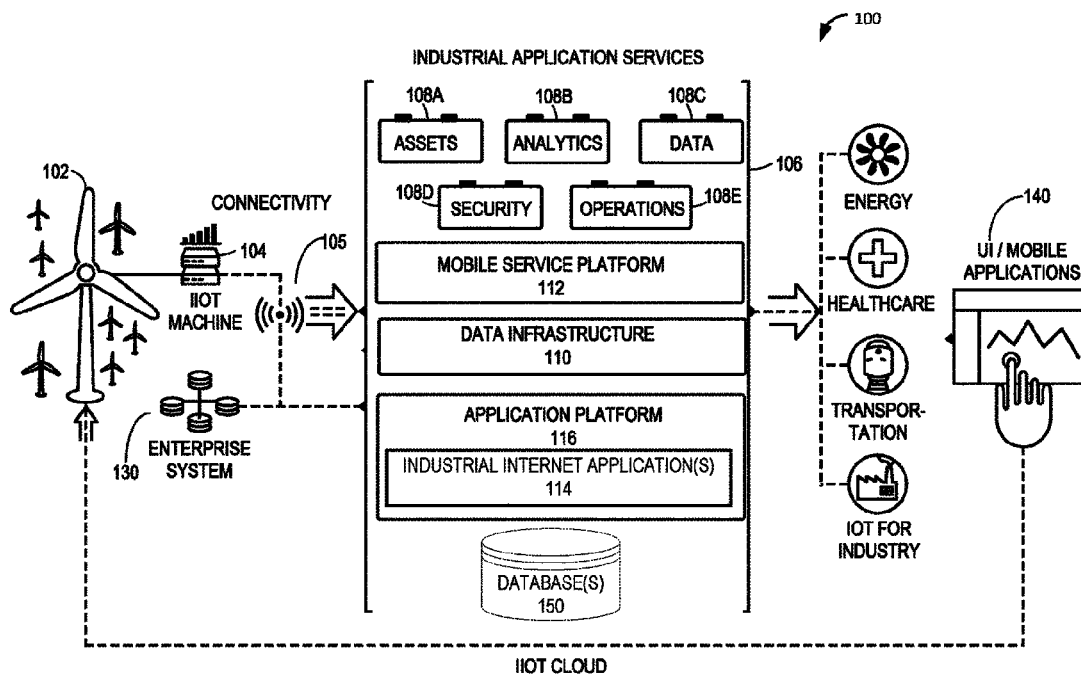 100
INDUSTRIAL APPLICATION SERVICES
108A
108B
108C
ASSETS
ANALYTICS
DATA
106
108D
SECURITY
OPERATIONS
108E
MOBILE SERVICE PLATFORM
112
DATA INFRASTRUCTURE
110
APPLICATION PLATFORM
116
INDUSTRIAL INTERNET APPLICATION(S)
114
DATABASE(S)
150
102
CONNECTIVITY
104
105
IIOT
MACHINE
130
ENTERPRISE
SYSTEM
ENERGY
HEALTHCARE
TRANSPOR-
TATION
IOT FOR
INDUSTRY
140
UI / MOBILE
APPLICATIONS
IIOT CLOUD